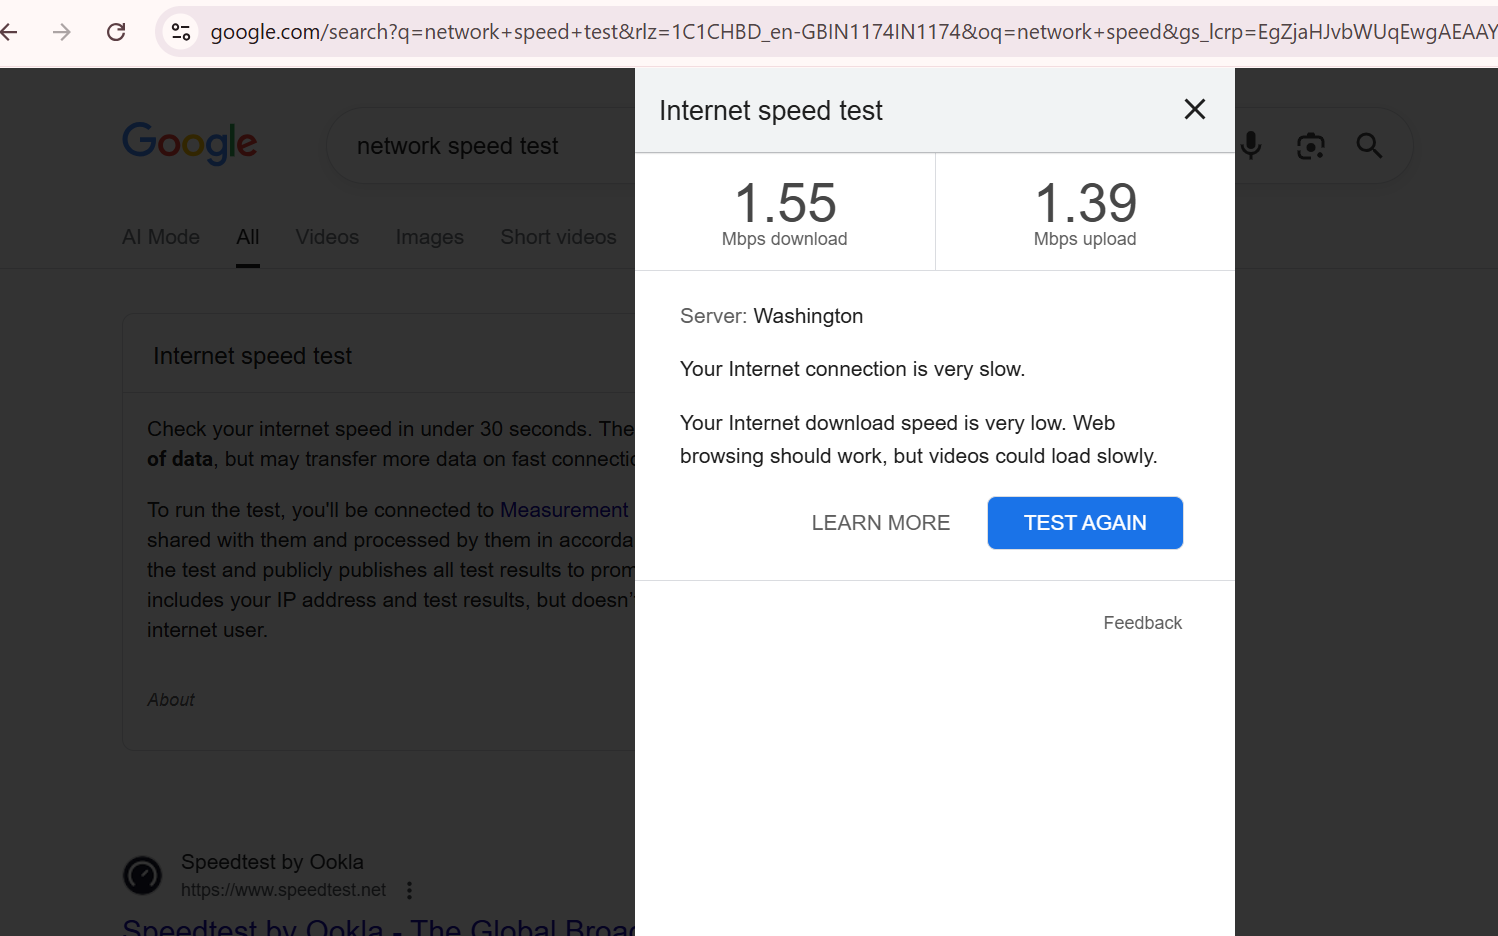 google.com/search?q=network+speed+test&rlz=1C1CHBD_en-GBIN1174IN1174&oq=network+speed&gs_lcrp=EgZjaHJvbWUqEwgAEAAY
Google
network speed test
AI Mode
All
Videos
Images
Short videos
Internet speed test
Check your internet speed in under 30 seconds. The
of data, but may transfer more data on fast connectio
To run the test, you'll be connected to Measurement
shared with them and processed by them in accorda
the test and publicly publishes all test results to prom
includes your IP address and test results, but doesn't
internet user.
About
Speedtest by Ookla
https://www.speedtest.net
Speedtest by Ookla - The Global Broad
Internet speed test
1.55
Mbps download
1.39
Mbps upload
Server: Washington
Your Internet connection is very slow.
Your Internet download speed is very low. Web
browsing should work, but videos could load slowly.
LEARN MORE
TEST AGAIN
Feedback